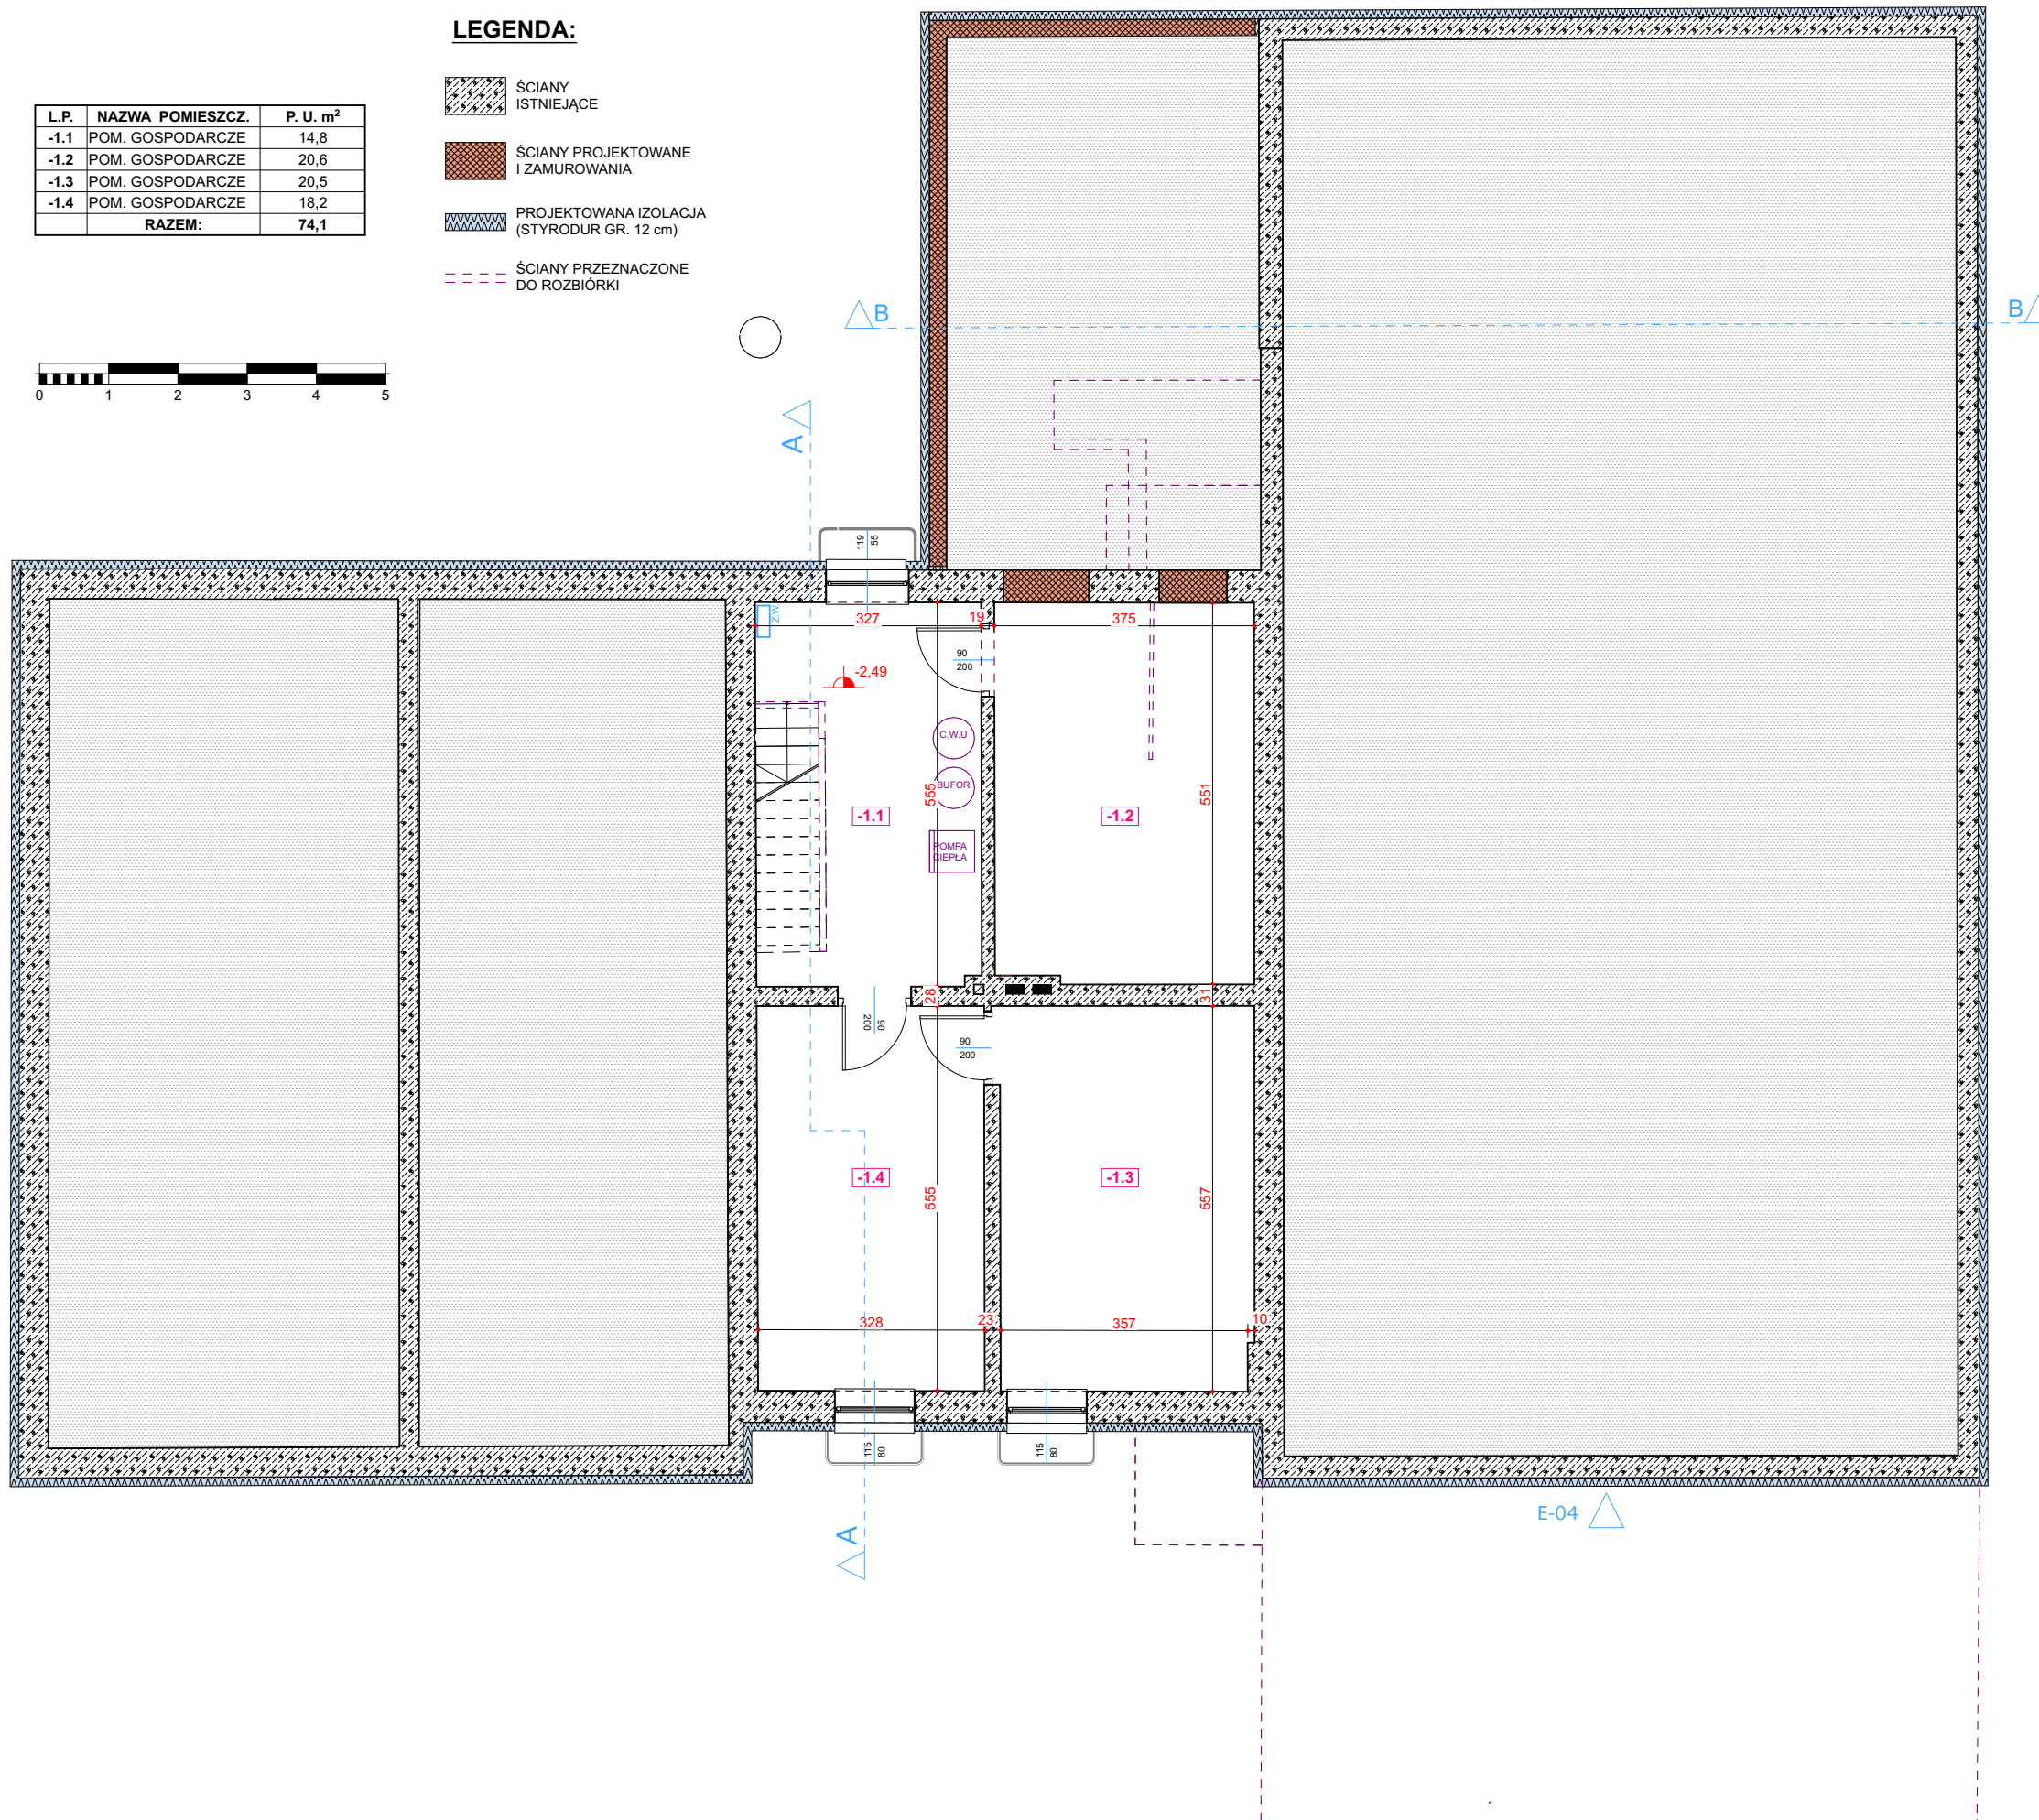 LEGENDA:
ŚCIANY
ISTNIEJĄCE
ŚCIANY PROJEKTOWANE
I ZAMUROWANIA
PROJEKTOWANA IZOLACJA
(STYRODUR GR. 12 cm)
ŚCIANY PRZEZNACZONE
DO ROZBIÓRKI
L.P. NAZWA POMIESZCZ. P. U. m²
-1.1 POM. GOSPODARCZE 14,8
-1.2 POM. GOSPODARCZE 20,6
-1.3 POM. GOSPODARCZE 20,5
-1.4 POM. GOSPODARCZE 18,2
RAZEM: 74,1
0 1 2 3 4 5
B
B
A
119
55
Z.W.
327
19
375
90
200
-2,49
C.W.U
BUFOR
555
551
-1.1
-1.2
POMPA
CIEPŁA
28
31
90
200
90
200
-1.4
-1.3
555
557
328
23
357
10
115
80
115
80
E-04
A